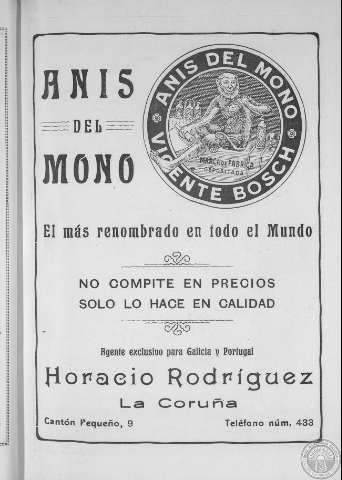 ANIS
DEL
MONO
ANIS DEL MONO
VICENTE BOSCH
MARCA DE FABRICA
DEPOSITADA
El más renombrado en todo el Mundo
NO COMPITE EN PRECIOS
SOLO LO HACE EN CALIDAD
Agente exclusivo para Galicia y Portugal
Horacio Rodríguez
La Coruña
Cantón Pequeño, 9
Teléfono núm. 433